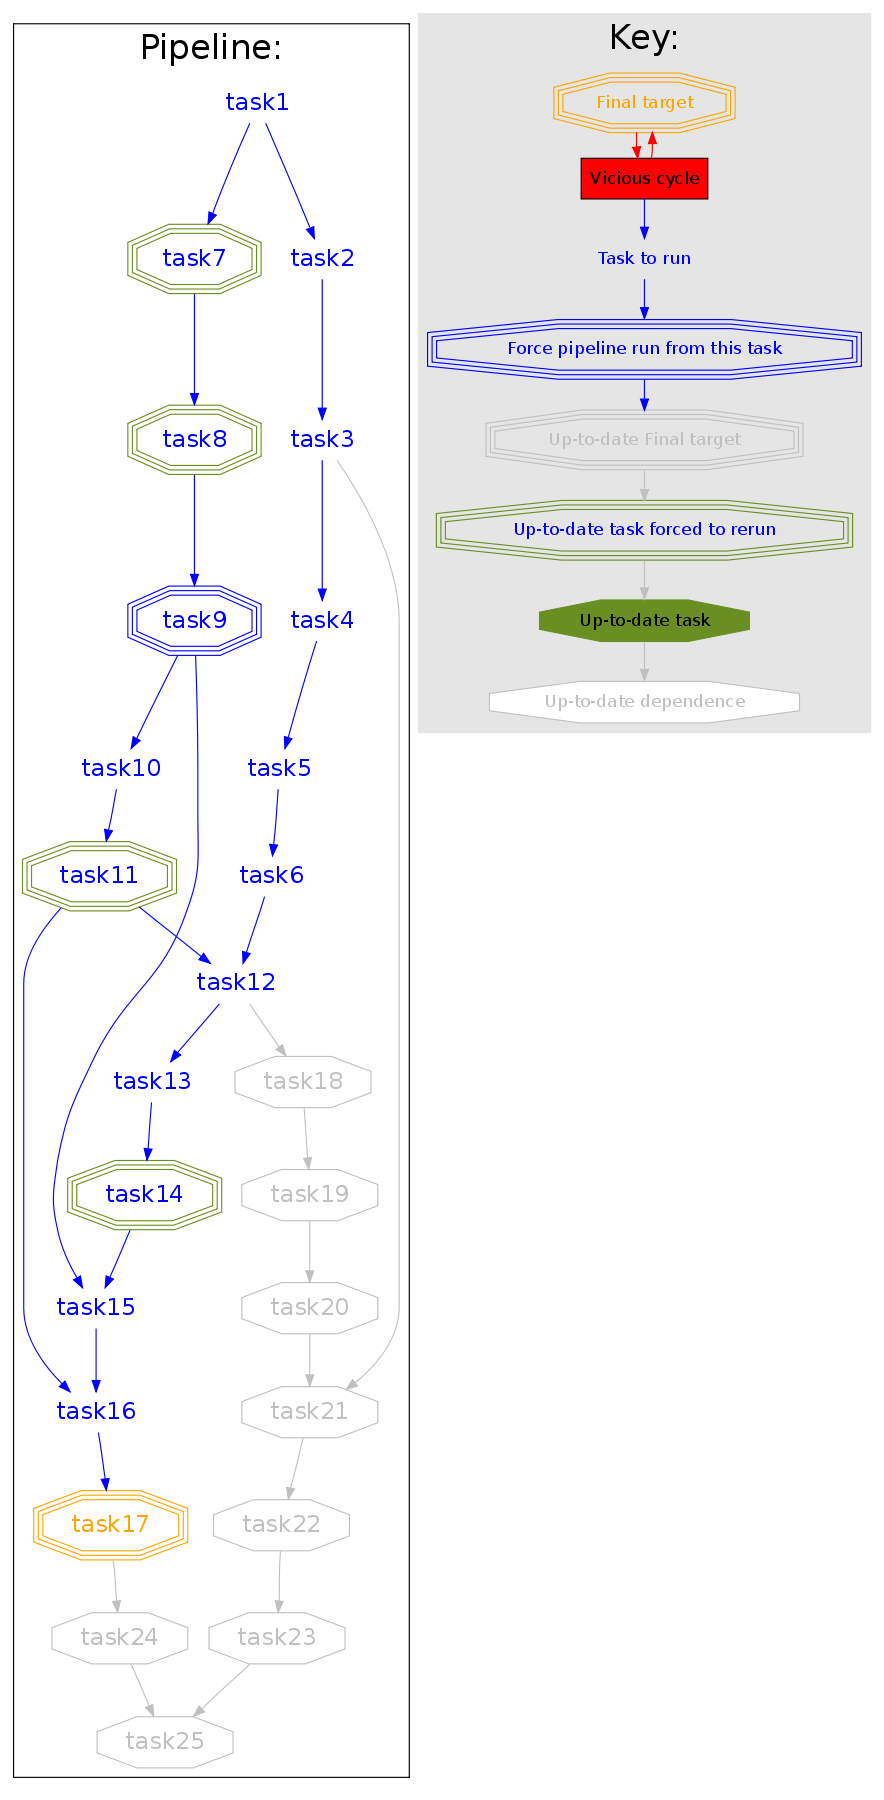 Pipeline:
task1
task7
task2
task8
task3
task9
task4
task10
task5
task11
task6
task12
task13
task18
task14
task19
task15
task20
task16
task21
task17
task22
task24
task23
task25
Key:
Final target
Vicious cycle
Task to run
Force pipeline run from this task
Up-to-date Final target
Up-to-date task forced to rerun
Up-to-date task
Up-to-date dependence